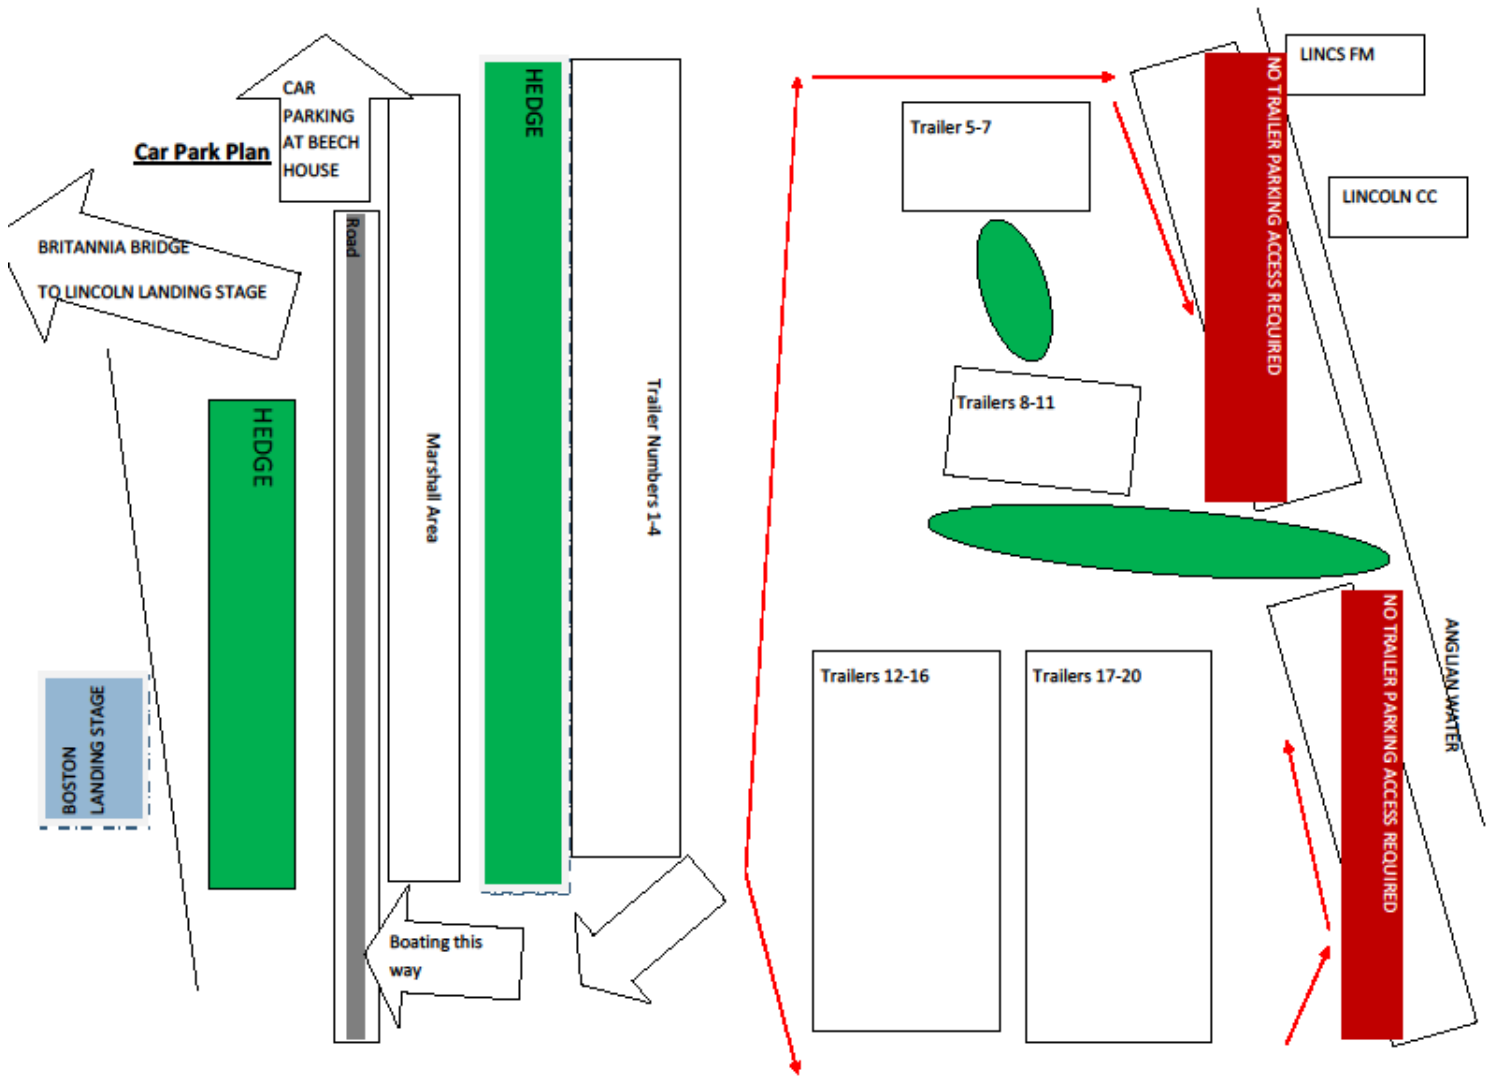 CAR
PARKING
AT BEECH
HOUSE
Car Park Plan
BRITANNIA BRIDGE
TO LINCOLN LANDING STAGE
Road
HEDGE
HEDGE
Marshall Area
Trailer Numbers 1-4
BOSTON
LANDING STAGE
Boating this
way
Trailer 5-7
Trailers 8-11
Trailers 12-16
Trailers 17-20
NO TRAILER PARKING ACCESS REQUIRED
NO TRAILER PARKING ACCESS REQUIRED
LINCS FM
LINCOLN CC
ANGLIAN WATER